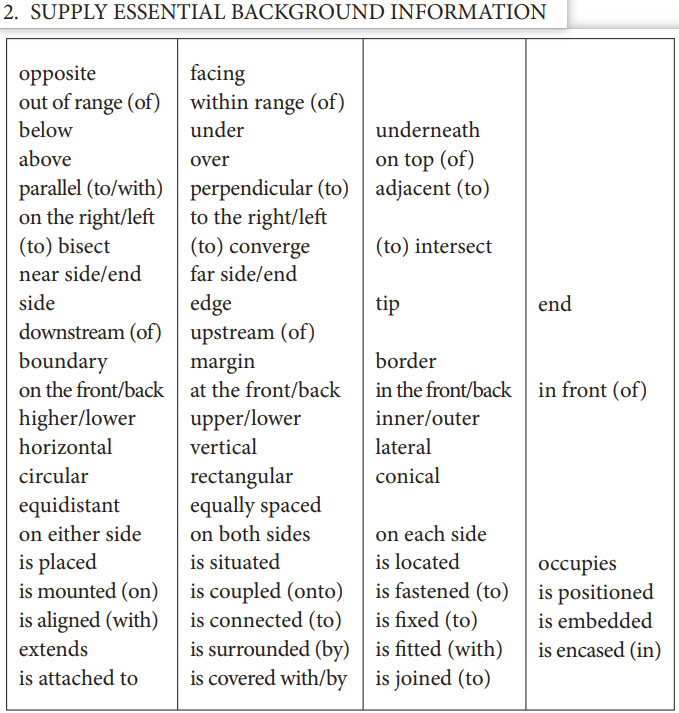 2. SUPPLY ESSENTIAL BACKGROUND INFORMATION
opposite facing
out of range (of) within range (of)
below under underneath
above over on top (of)
parallel (to/with) perpendicular (to) adjacent (to)
on the right/left to the right/left
(to) bisect (to) converge (to) intersect
near side/end far side/end
side edge tip end
downstream (of) upstream (of)
boundary margin border
on the front/back at the front/back in the front/back in front (of)
higher/lower upper/lower inner/outer
horizontal vertical lateral
circular rectangular conical
equidistant equally spaced
on either side on both sides on each side
is placed is situated is located occupies
is mounted (on) is coupled (onto) is fastened (to) is positioned
is aligned (with) is connected (to) is fixed (to) is embedded
extends is surrounded (by) is fitted (with) is encased (in)
is attached to is covered with/by is joined (to)